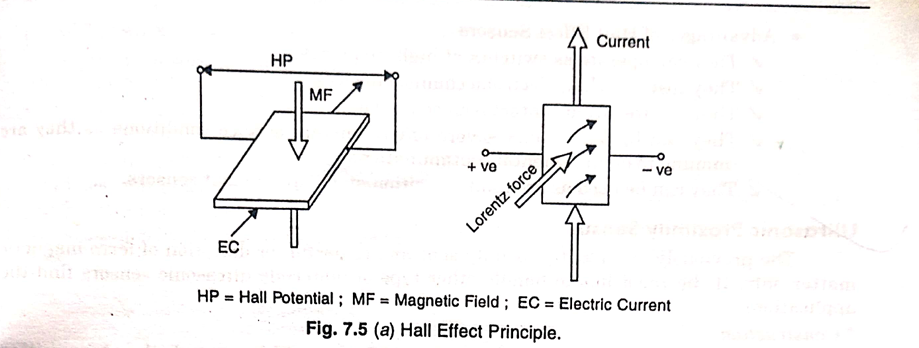 HP
MF
EC
Current
+ ve
– ve
Lorentz force
HP = Hall Potential ; MF = Magnetic Field ; EC = Electric Current
Fig. 7.5 (a) Hall Effect Principle.